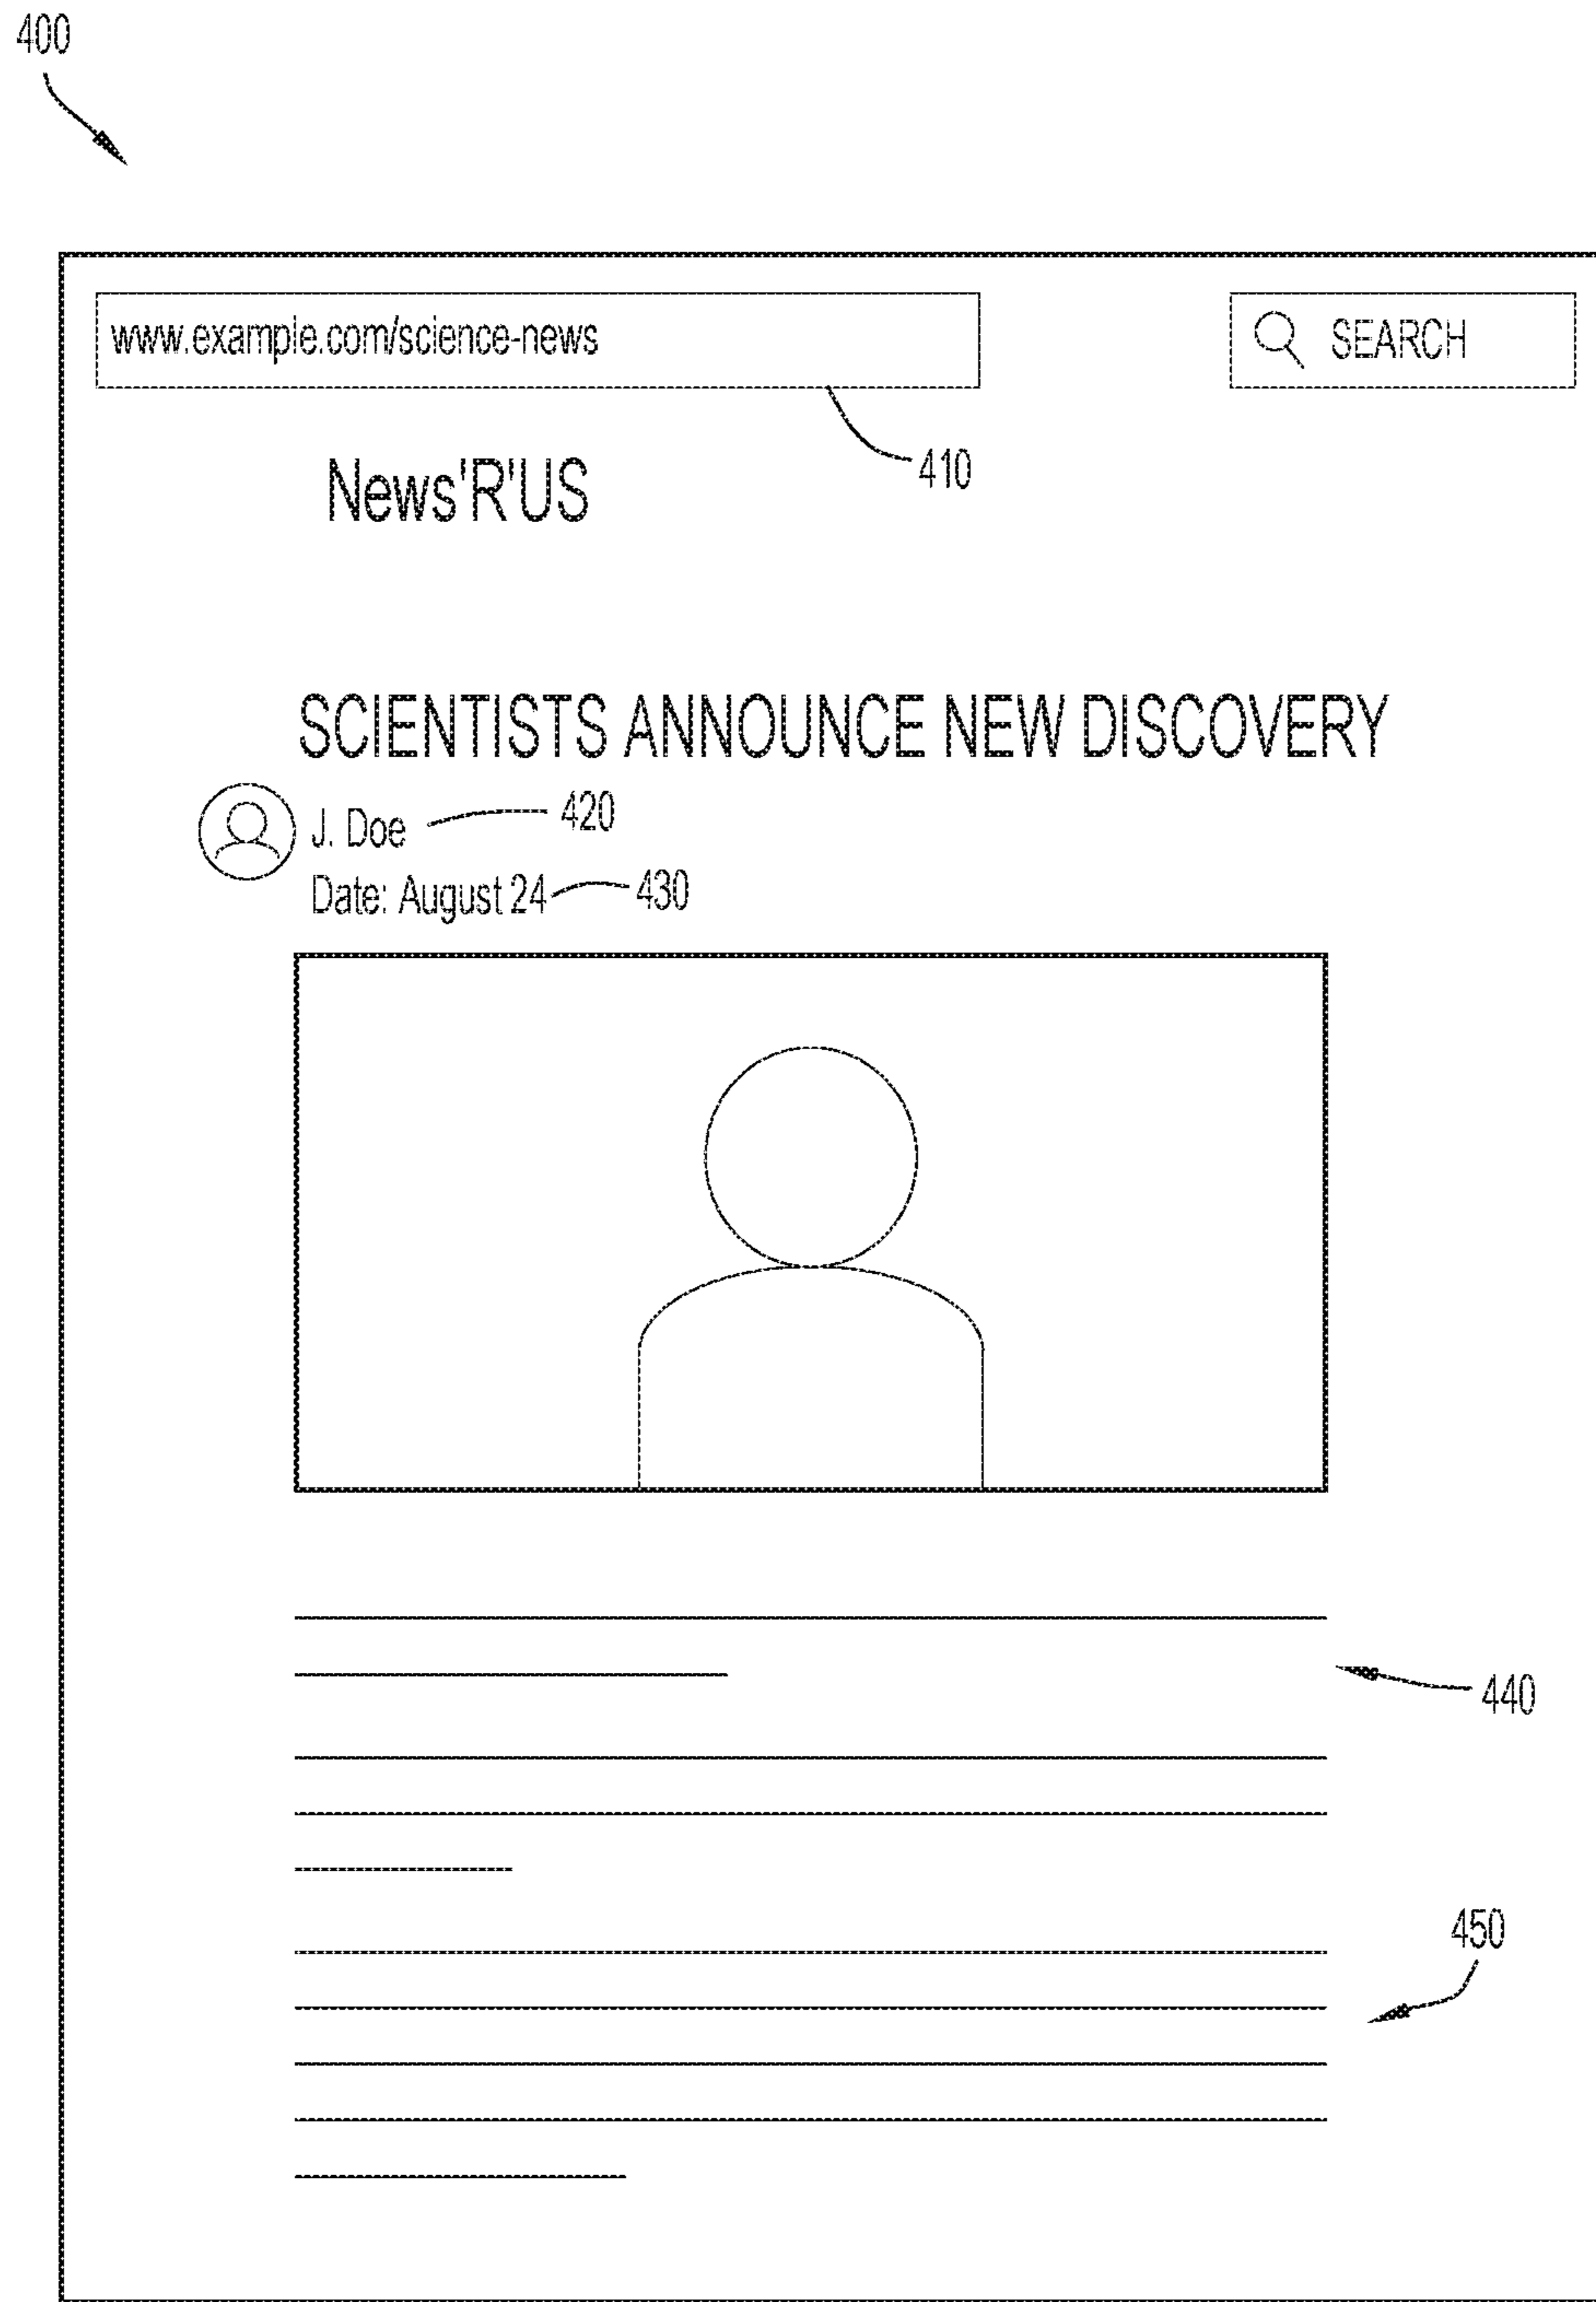 400
www.example.com/science-news
SEARCH
410
News'R'US
SCIENTISTS ANNOUNCE NEW DISCOVERY
J. Doe
420
Date: August 24
430
440
450